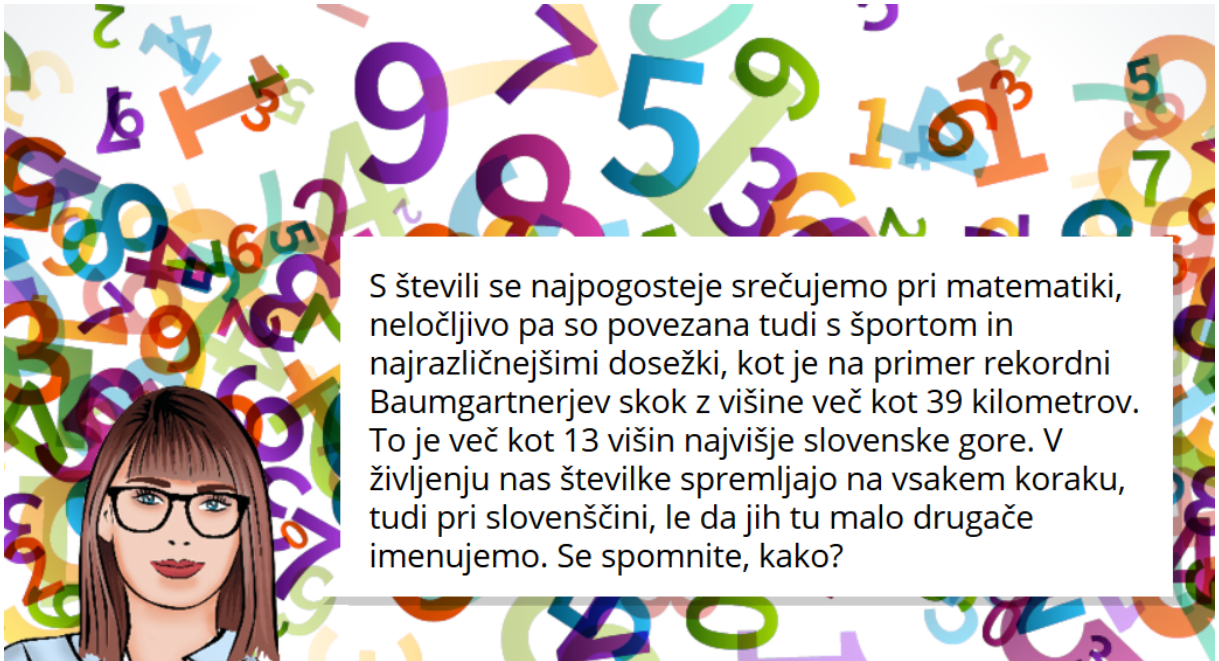 S števili se najpogosteje srečujemo pri matematiki,
neločljivo pa so povezana tudi s športom in
najrazličnejšimi dosežki, kot je na primer rekordni
Baumgartnerjev skok z višine več kot 39 kilometrov.
To je več kot 13 višin najvišje slovenske gore. V
življenju nas številke spremljajo na vsakem koraku,
tudi pri slovenščini, le da jih tu malo drugače
imenujemo. Se spomnite, kako?